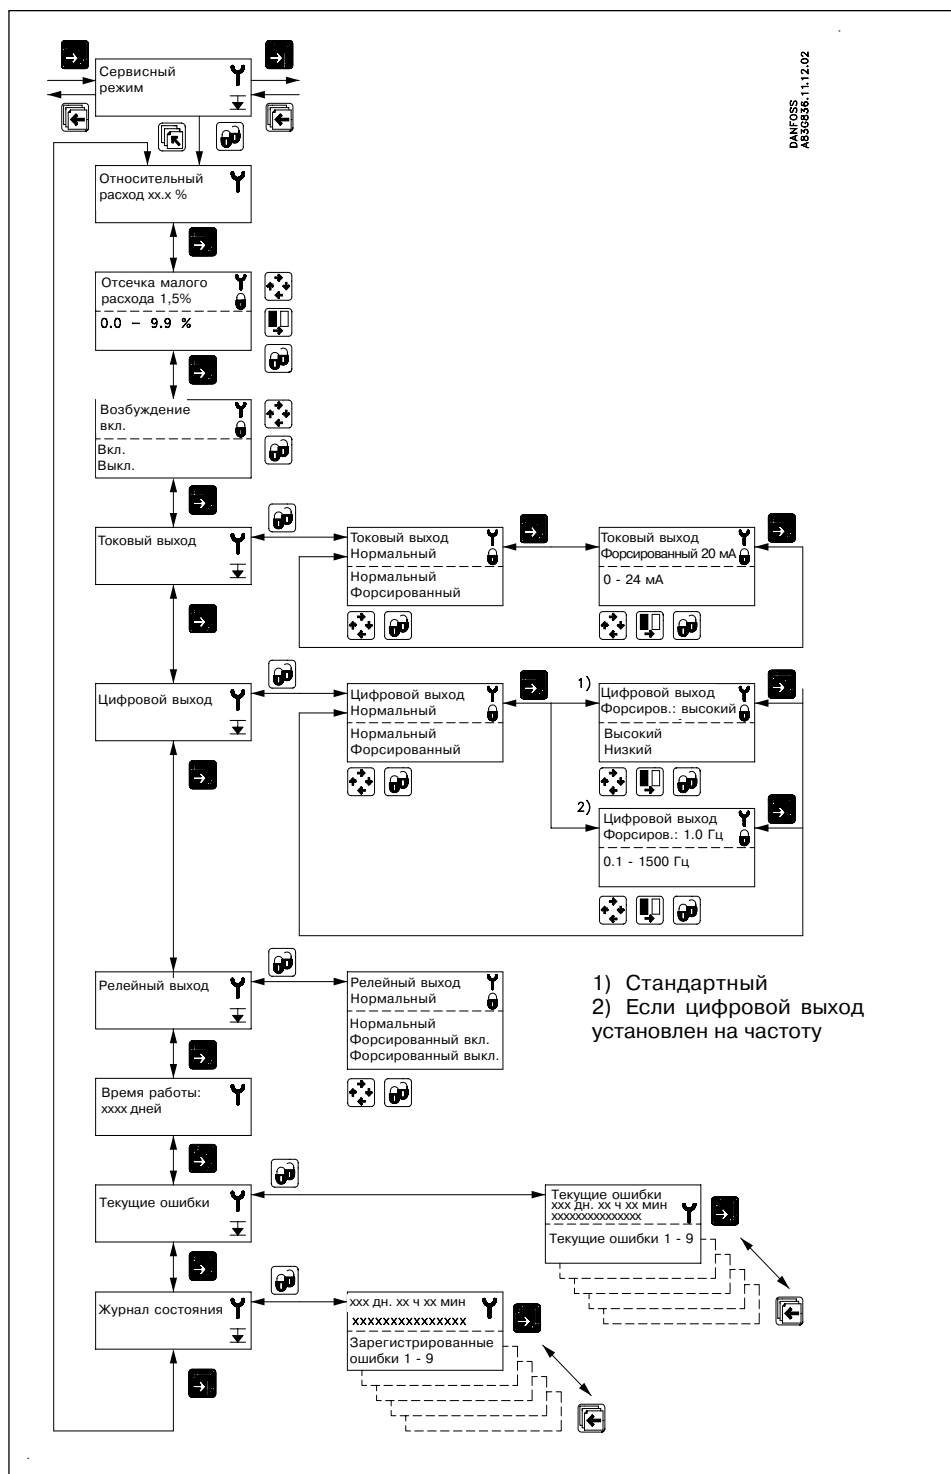 DANFOSS
A83G836.11.12.02
Сервисный
режим
Относительный
расход xx.x %
Отсечка малого
расхода 1,5%
0.0 – 9.9 %
Возбуждение
вкл.
Вкл.
Выкл.
Токовый выход
Токовый выход
Нормальный
Нормальный
Форсированный
Токовый выход
Форсированный 20 мА
0 - 24 мА
Цифровой выход
Цифровой выход
Нормальный
Нормальный
Форсированный
1)
Цифровой выход
Форсиров.: высокий
Высокий
Низкий
2)
Цифровой выход
Форсиров.: 1.0 Гц
0.1 - 1500 Гц
Релейный выход
Релейный выход
Нормальный
Нормальный
Форсированный вкл.
Форсированный выкл.
1) Стандартный
2) Если цифровой выход
установлен на частоту
Время работы:
xxxx дней
Текущие ошибки
Текущие ошибки
xxx дн. xx ч xx мин
xxxxxxxxxxxxxxx
Текущие ошибки 1 - 9
Журнал состояния
xxx дн. xx ч xx мин
xxxxxxxxxxxxxxx
Зарегистрированные
ошибки 1 - 9